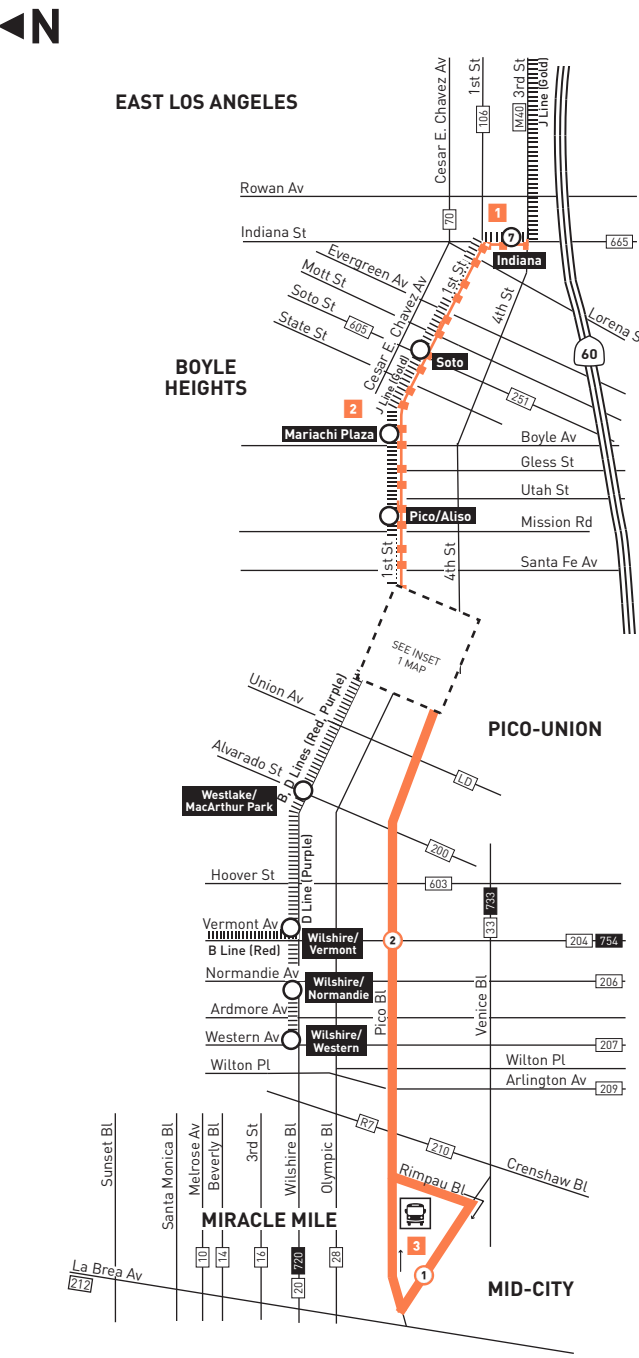 N
EAST LOS ANGELES
Cesar E. Chavez Av
1st St
3rd St
J Line (Gold)
106
M40
Rowan Av
70
1
Indiana St
7
665
Indiana
Evergreen Av
Mott St
Soto St
State St
605
1st St
4th St
Lorena S
Cesar E. Chavez Av
60
Soto
BOYLE
HEIGHTS
J Line (Gold)
251
2
Mariachi Plaza
Boyle Av
Gless St
Utah St
Pico/Aliso
Mission Rd
1st St
4th St
Santa Fe Av
SEE INSET
1 MAP
Union Av
B, D Lines (Red, Purple)
PICO-UNION
Alvarado St
LD
Westlake/
MacArthur Park
200
D Line (Purple)
Hoover St
603
733
33
Vermont Av
B Line (Red)
Wilshire/
Vermont
2
204
754
Normandie Av
Wilshire/
Normandie
206
Pico Bl
Venice Bl
Ardmore Av
Western Av
Wilshire/
Western
207
Wilton Pl
Wilton Pl
Arlington Av
209
R7
210
Crenshaw Bl
Rimpau Bl
Sunset Bl
Santa Monica Bl
Melrose Av
Beverly Bl
3rd St
Wilshire Bl
Olympic Bl
MIRACLE MILE
3
10
14
16
720
20
28
1
La Brea Av
212
MID-CITY